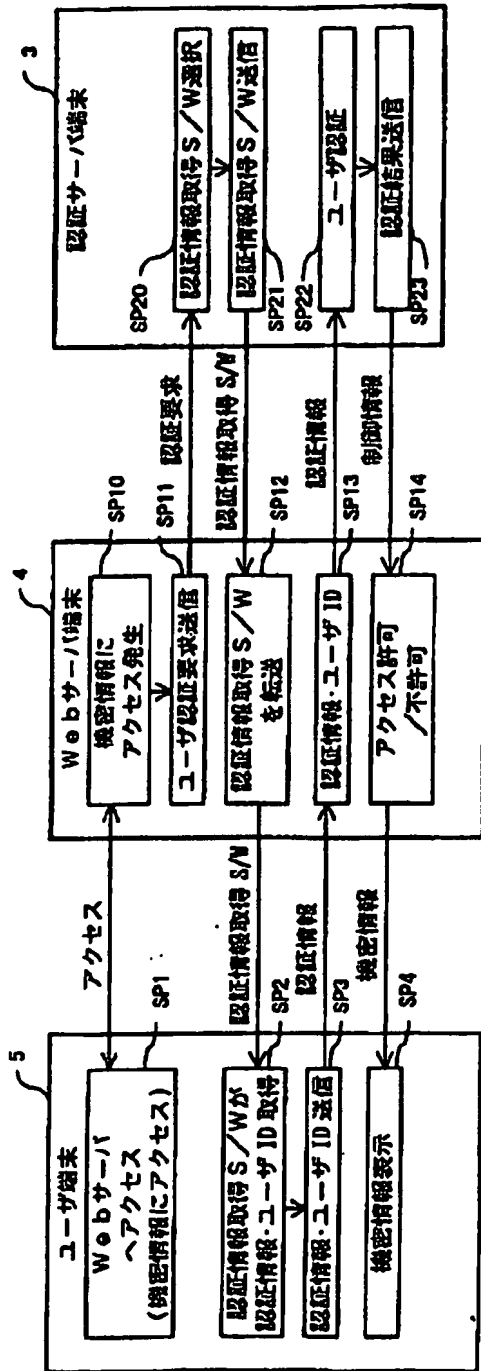 5
ユーザ端末
Webサーバ
へアクセス
(機密情報にアクセス)
SP1
認証情報取得S/Wが
認証情報・ユーザID取得
SP2
認証情報・ユーザID送信
SP3
機密情報表示
SP4
アクセス
認証情報取得S/W
認証情報
機密情報
4
Webサーバ端末
機密情報に
アクセス発生
SP10
ユーザ認証要求送信
SP11
認証情報取得S/W
を転送
SP12
認証情報・ユーザID
SP13
アクセス許可
/不許可
SP14
認証要求
認証情報取得S/W
認証情報
制御情報
3
認証サーバ端末
SP20
認証情報取得S/W選択
認証情報取得S/W送信
SP21
SP22
ユーザ認証
認証結果送信
SP23